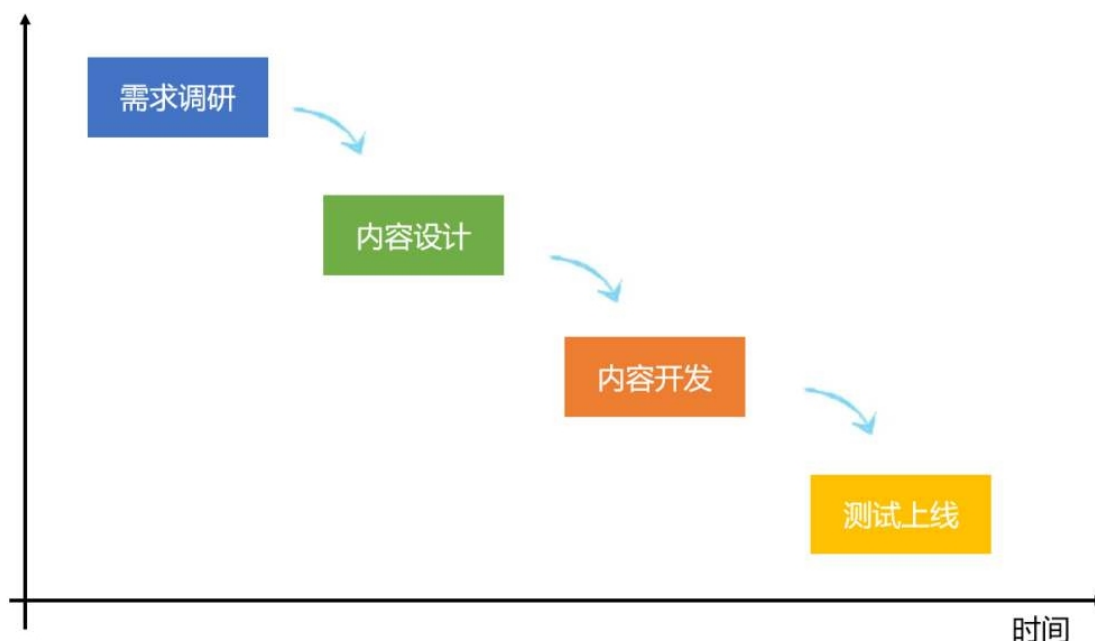 需求调研
内容设计
内容开发
测试上线
时间